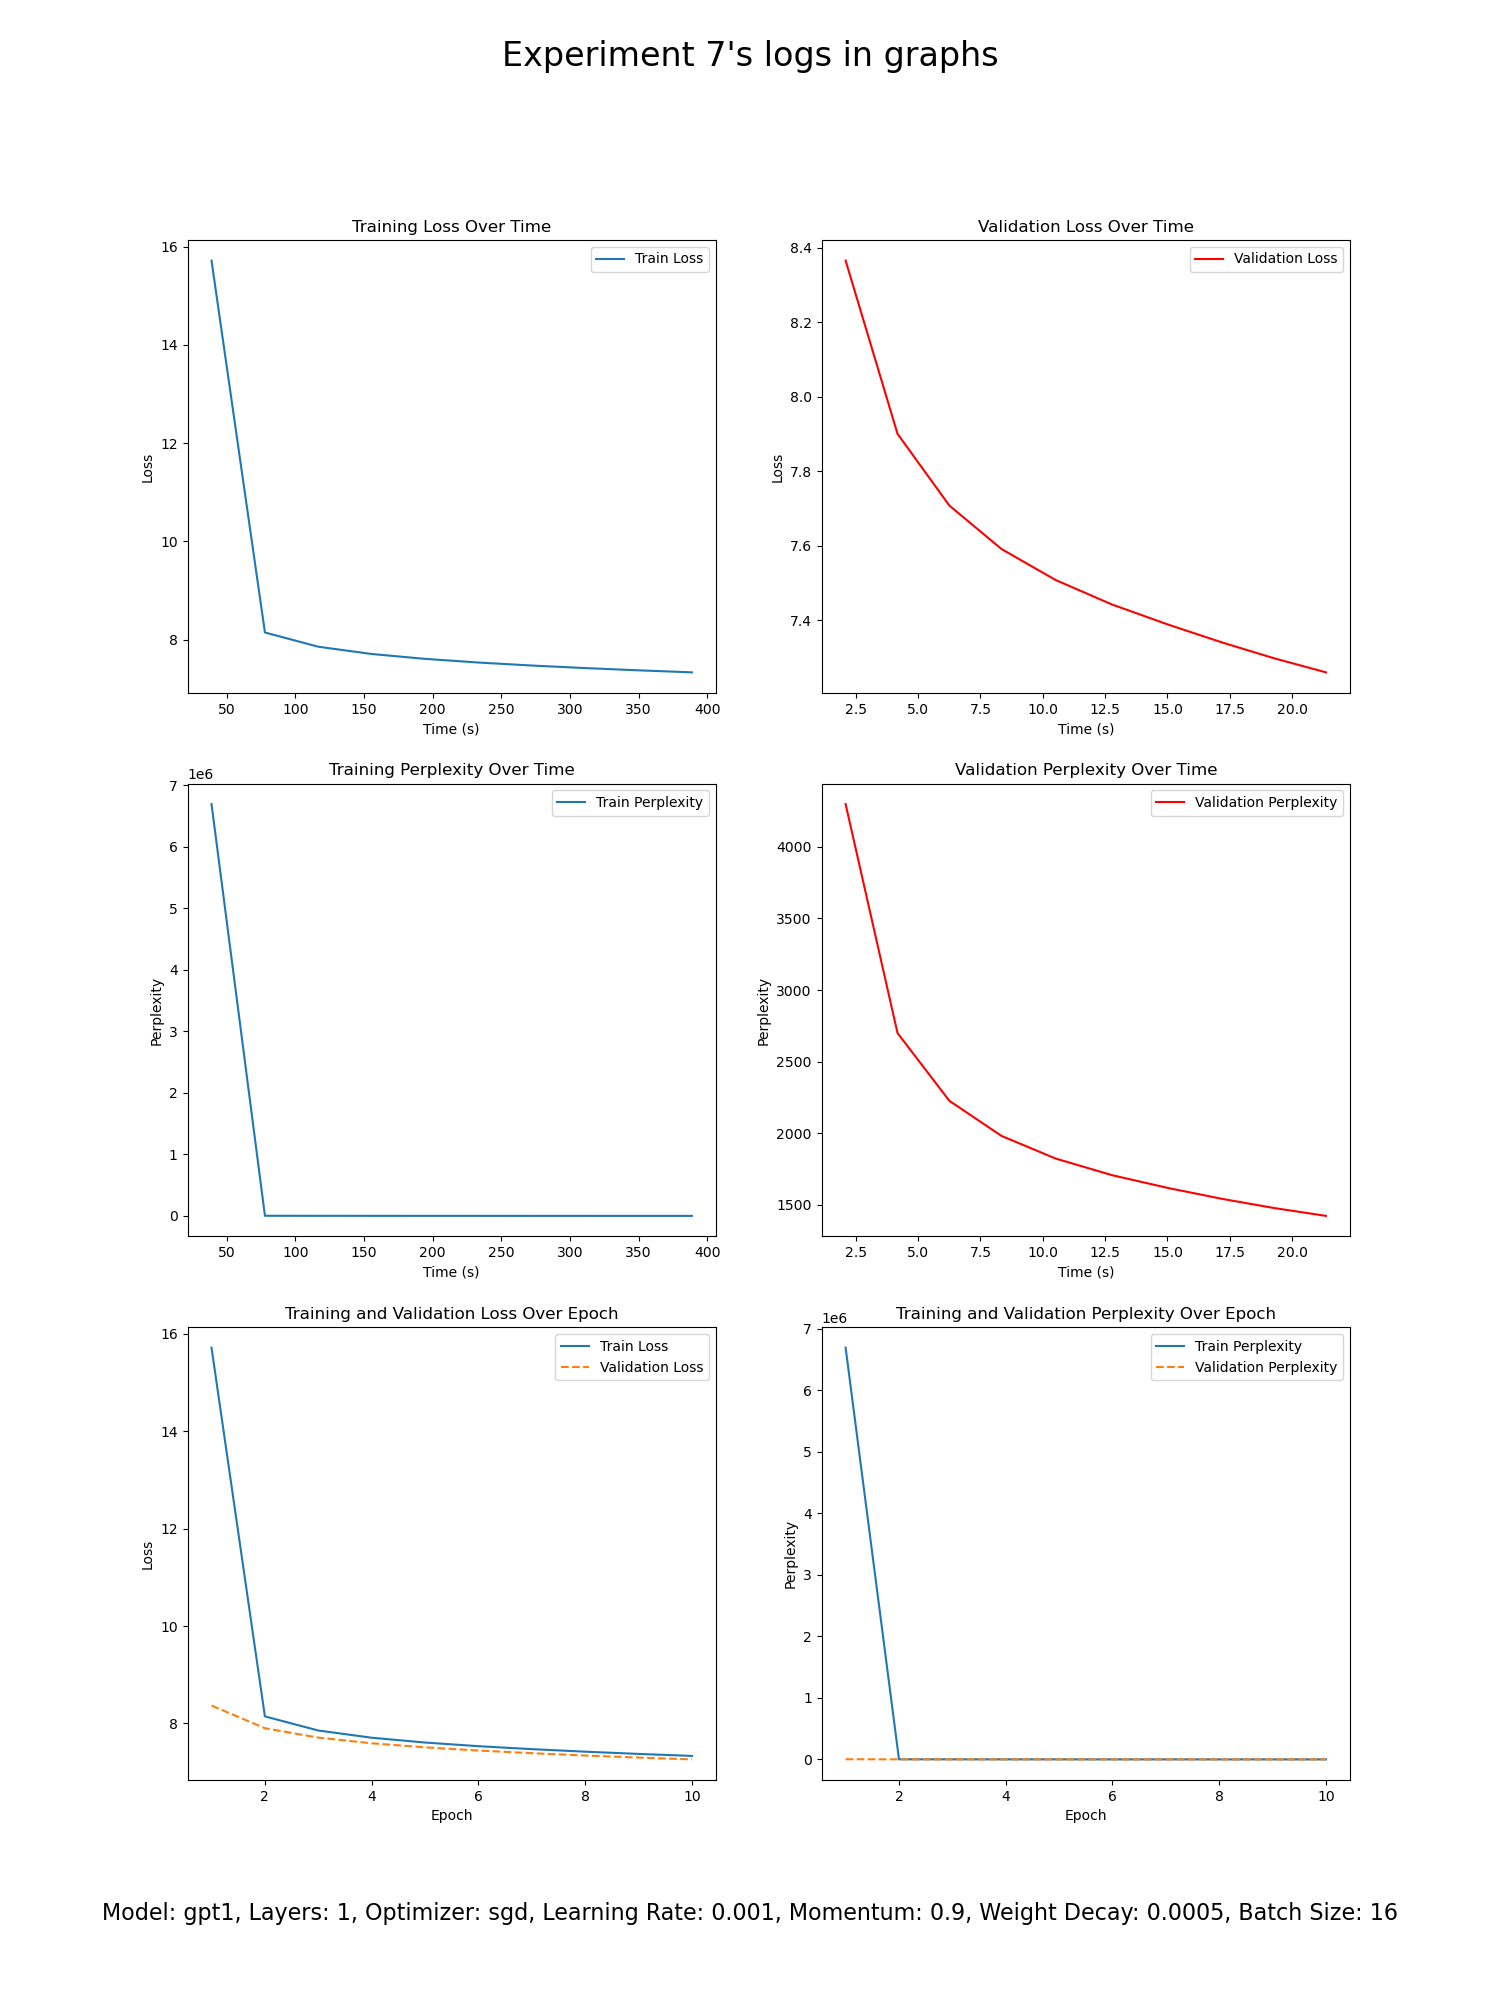 Experiment 7's logs in graphs
Training Loss Over Time
Train Loss
16
14
12
10
8
Loss
50 100 150 200 250 300 350 400
Time (s)
Validation Loss Over Time
Validation Loss
8.4
8.2
8.0
7.8
7.6
7.4
Loss
2.5 5.0 7.5 10.0 12.5 15.0 17.5 20.0
Time (s)
Training Perplexity Over Time
1e6
Train Perplexity
7
6
5
4
3
2
1
0
Perplexity
50 100 150 200 250 300 350 400
Time (s)
Validation Perplexity Over Time
Validation Perplexity
4000
3500
3000
2500
2000
1500
Perplexity
2.5 5.0 7.5 10.0 12.5 15.0 17.5 20.0
Time (s)
Training and Validation Loss Over Epoch
Train Loss
Validation Loss
16
14
12
10
8
Loss
2 4 6 8 10
Epoch
Training and Validation Perplexity Over Epoch
1e6
Train Perplexity
Validation Perplexity
7
6
5
4
3
2
1
0
Perplexity
2 4 6 8 10
Epoch
Model: gpt1, Layers: 1, Optimizer: sgd, Learning Rate: 0.001, Momentum: 0.9, Weight Decay: 0.0005, Batch Size: 16